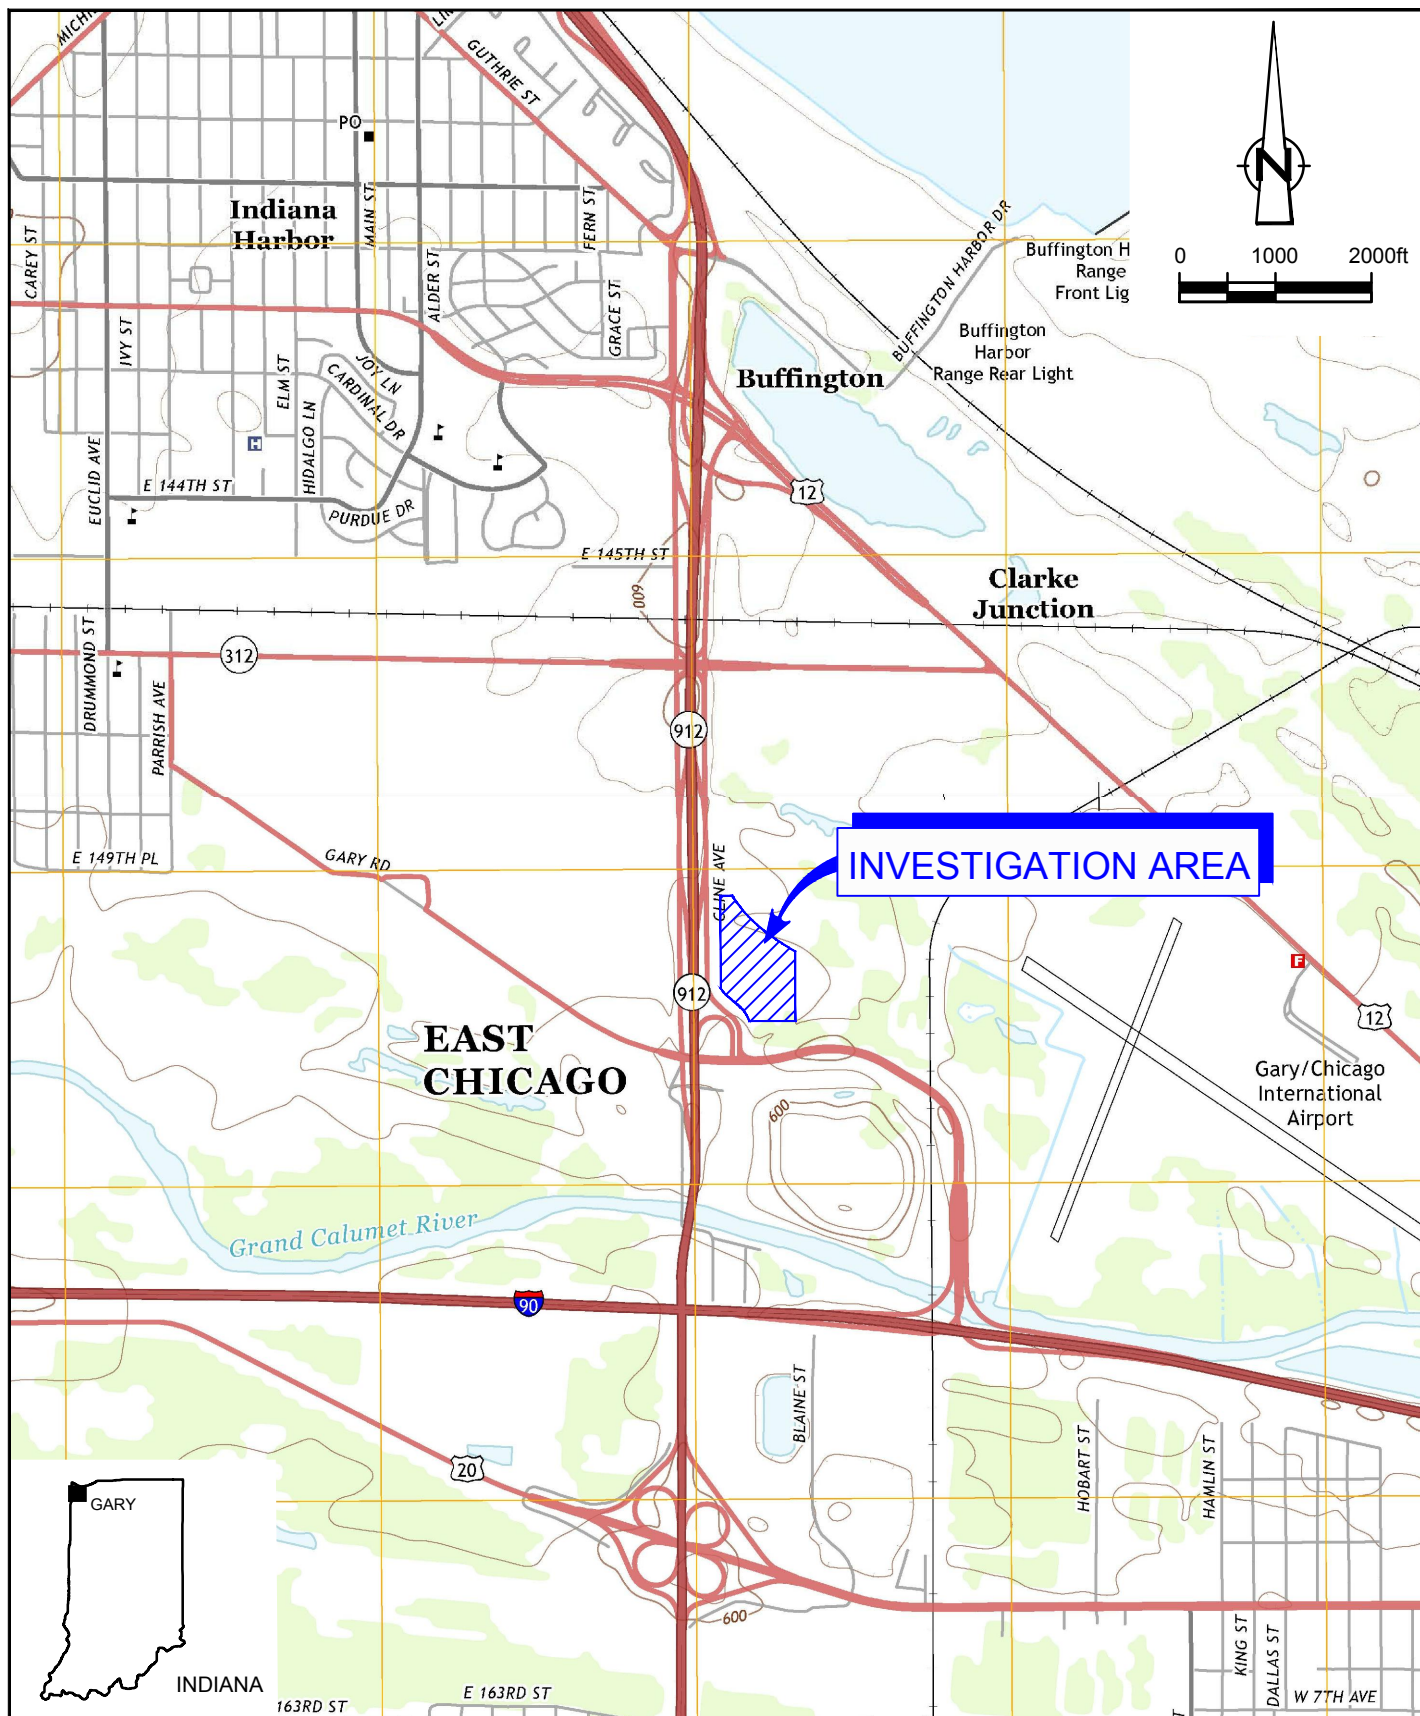 GUTHRIE ST
PO
Indiana
Harbor
MAIN ST
FERN ST
CAREY ST
ALDER ST
GRACE ST
IVY ST
ELM ST
JOY LN
CARDINAL DR
HIDALGO LN
H
EUCLID AVE
E 144TH ST
PURDUE DR
E 145TH ST
600
BUFFINGTON HARBOR DR
Buffington H
Range
Front Lig
Buffington
Harbor
Range Rear Light
Buffington
N
0 1000 2000ft
12
Clarke
Junction
312
DRUMMOND ST
PARRISH AVE
912
E 149TH PL
GARY RD
CLINE AVE
INVESTIGATION AREA
912
F
12
EAST
CHICAGO
Gary/Chicago
International
Airport
600
Grand Calumet River
90
BLAINE ST
20
HOBART ST
HAMLIN ST
GARY
INDIANA
600
KING ST
DALLAS ST
W 7TH AVE
163RD ST
E 163RD ST